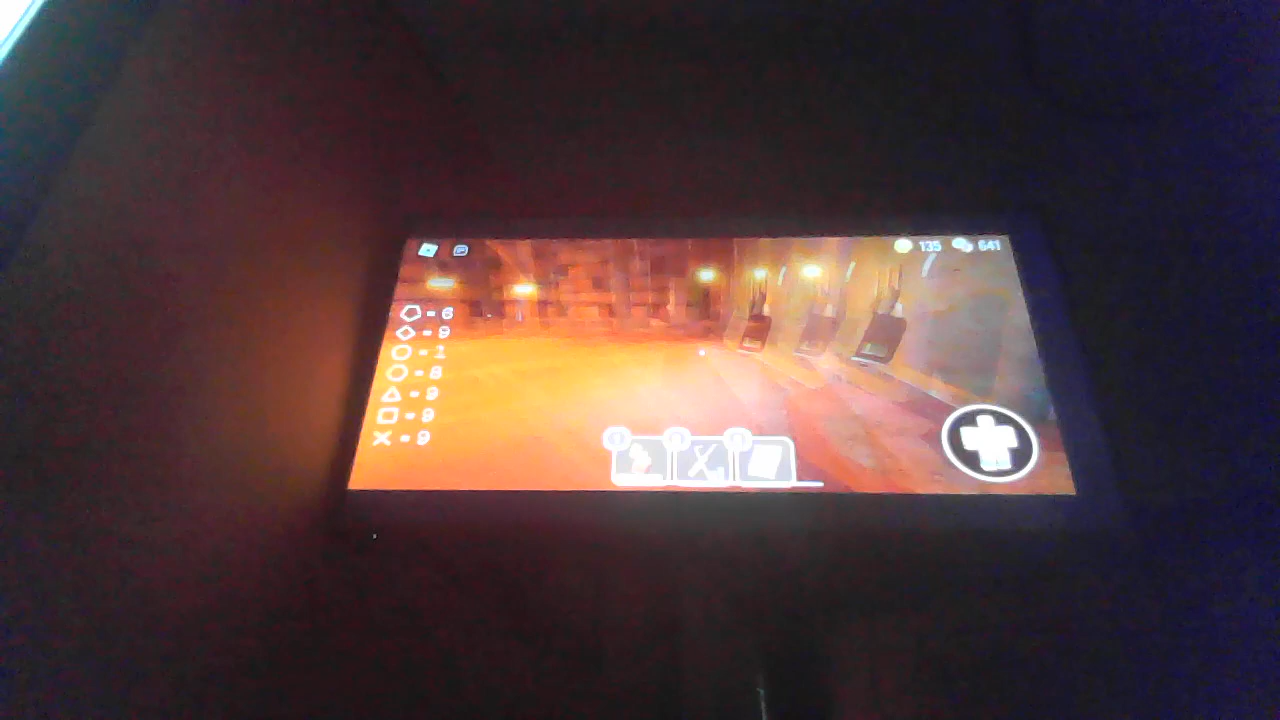 135 641
⬠ = 6
◇ = 9
○ = 1
○ = 8
△ = 9
□ = 9
X = 9